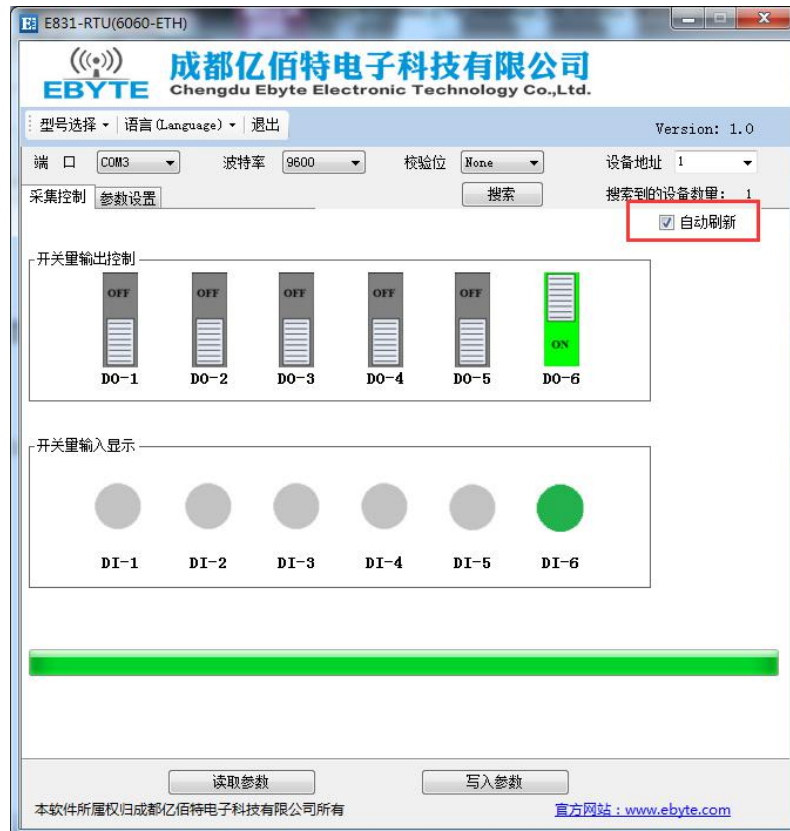 E831-RTU(6060-ETH)
EBYTE
成都亿佰特电子科技有限公司
Chengdu Ebyte Electronic Technology Co.,Ltd.
型号选择 语言(Language) 退出
Version: 1.0
端 口 COM3 波特率 9600 校验位 None 设备地址 1
采集控制 参数设置 搜索 搜索到的设备数里: 1
自动刷新
开关里输出控制
OFF OFF OFF OFF OFF
ON
DO-1 DO-2 DO-3 DO-4 DO-5 DO-6
开关里输入显示
DI-1 DI-2 DI-3 DI-4 DI-5 DI-6
读取参数 写入参数
本软件所属权归成都亿佰特电子科技有限公司所有 官方网站：www.ebyte.com